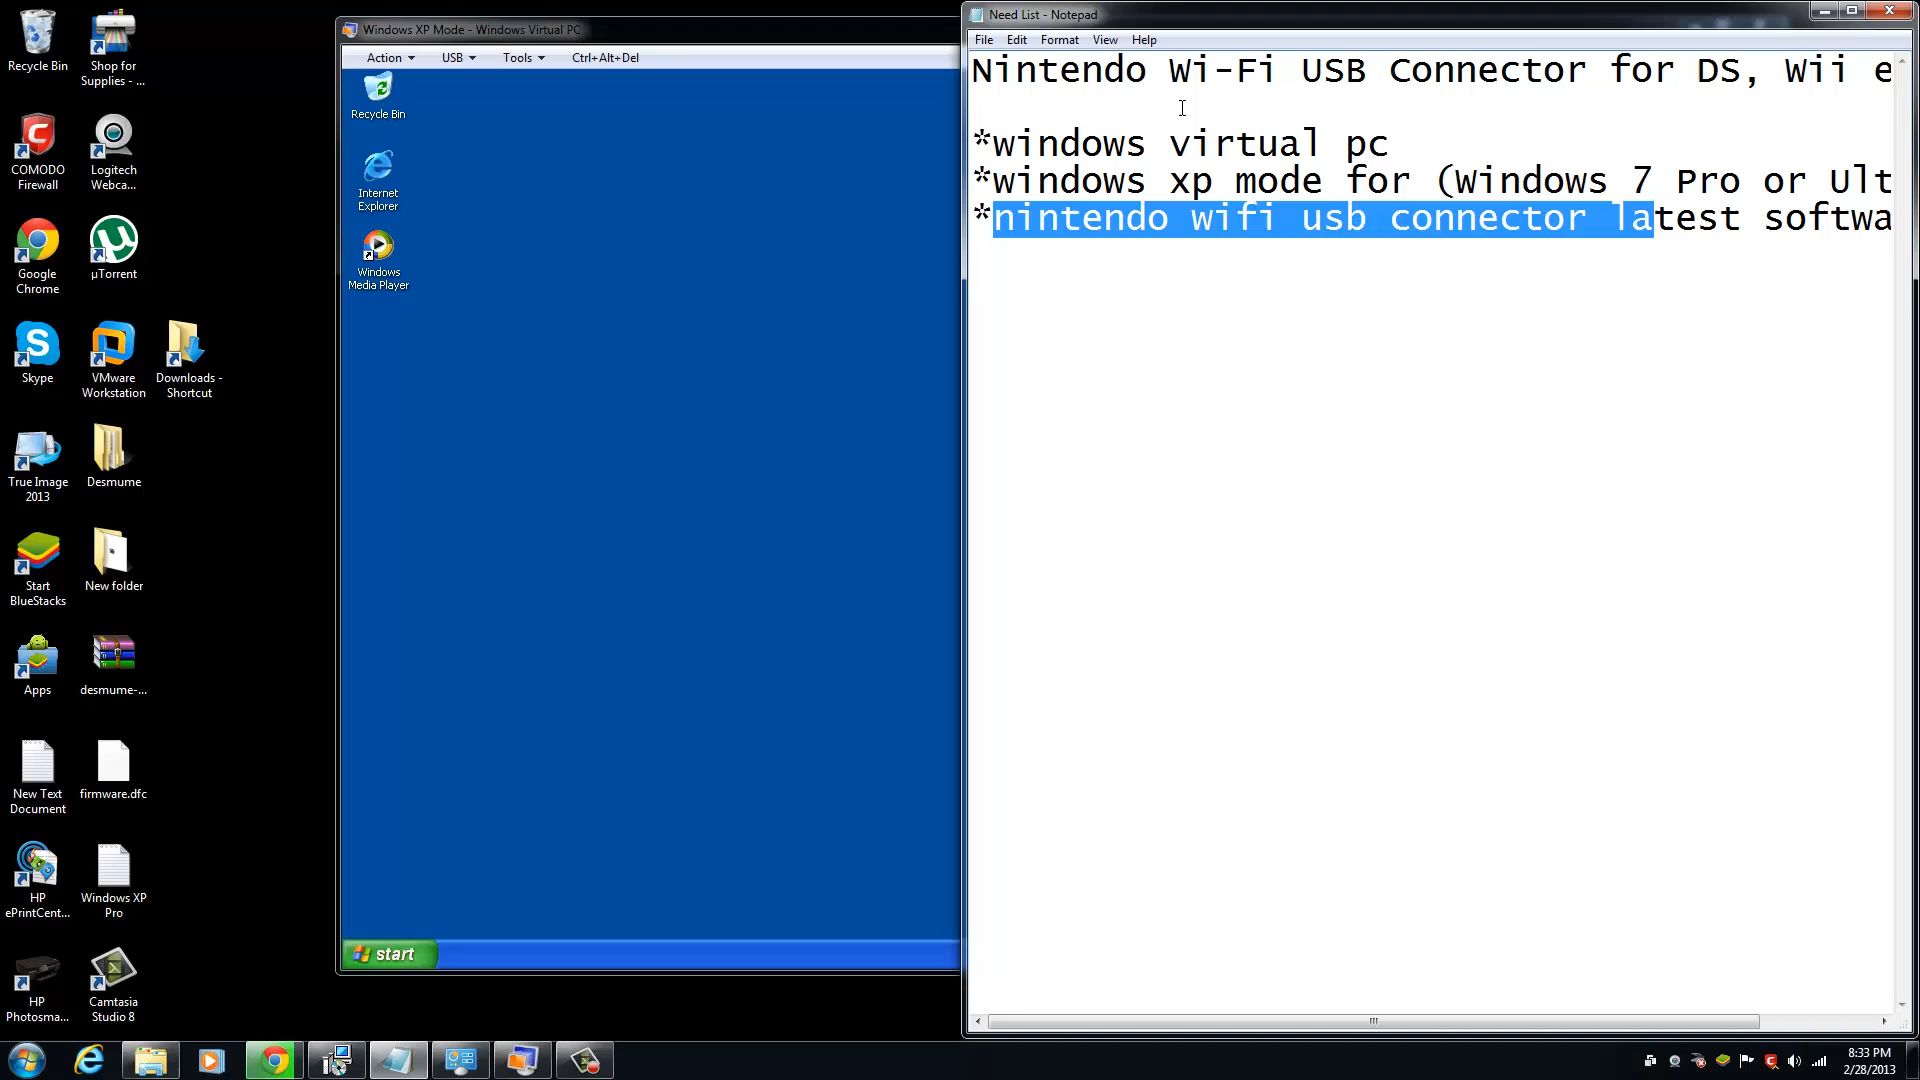 Recycle Bin
Shop for
Supplies - ...
COMODO
Firewall
Logitech
Webca...
Google
Chrome
µTorrent
Skype
VMware
Workstation
Downloads -
Shortcut
True Image
2013
Desmume
Start
BlueStacks
New folder
Apps
desmume-...
New Text
Document
firmware.dfc
HP
ePrintCent...
Windows XP
Pro
HP
Photosma...
Camtasia
Studio 8
Windows XP Mode - Windows Virtual PC
Action USB Tools Ctrl+Alt+Del
Recycle Bin
Internet
Explorer
Windows
Media Player
start
Need List - Notepad
File Edit Format View Help
Nintendo Wi-Fi USB Connector for DS, Wii e
*windows virtual pc
*windows xp mode for (Windows 7 Pro or Ult
*nintendo wifi usb connector latest softwa
8:33 PM
2/28/2013